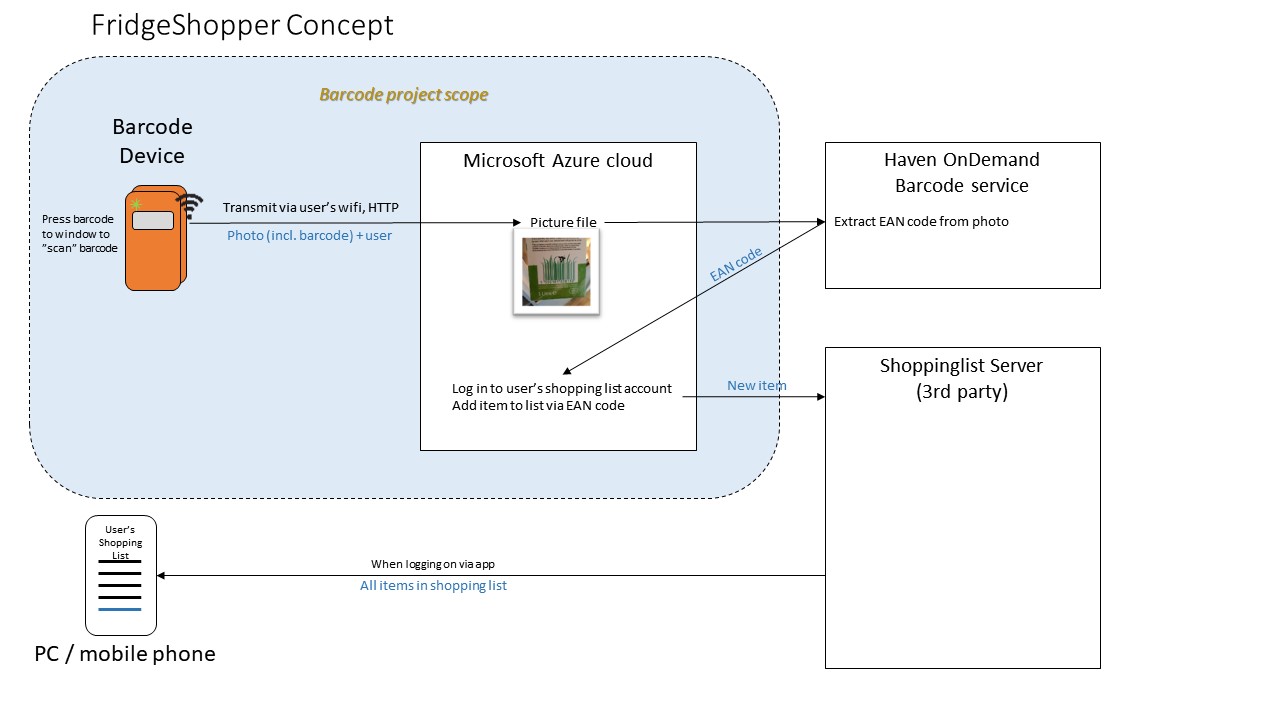 FridgeShopper Concept
Barcode project scope
Barcode
Device
Press barcode
to window to
"scan" barcode
Transmit via user's wifi, HTTP
Photo (incl. barcode) + user
Microsoft Azure cloud
Picture file
EAN code
Log in to user's shopping list account
Add item to list via EAN code
New item
Haven OnDemand
Barcode service
Extract EAN code from photo
Shoppinglist Server
(3rd party)
User's
Shopping
List
When logging on via app
All items in shopping list
PC / mobile phone